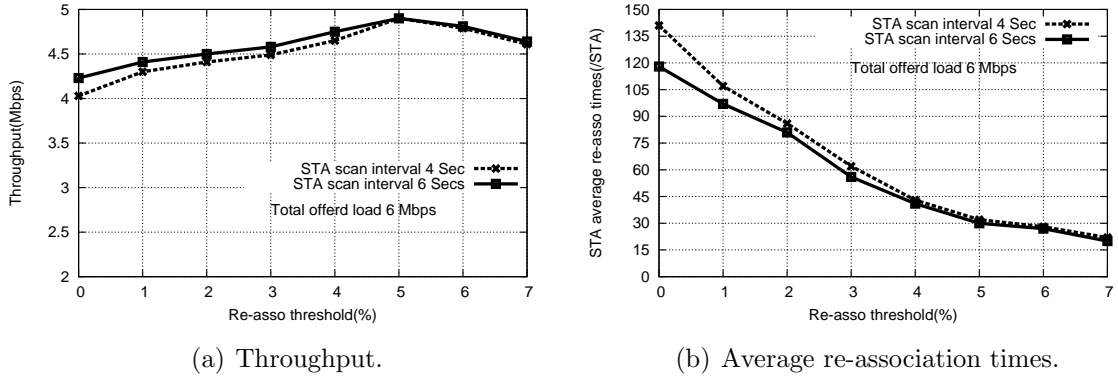 5
4.5
4
3.5
3
2.5
2
Throughput(Mbps)
STA scan interval 4 Sec
STA scan interval 6 Secs
Total offerd load 6 Mbps
0 1 2 3 4 5 6 7
Re-asso threshold(%)
(a) Throughput.
150
135
120
105
90
75
60
45
30
15
0
STA average re-asso times(/STA)
STA scan interval 4 Sec
STA scan interval 6 Secs
Total offerd load 6 Mbps
0 1 2 3 4 5 6 7
Re-asso threshold(%)
(b) Average re-association times.